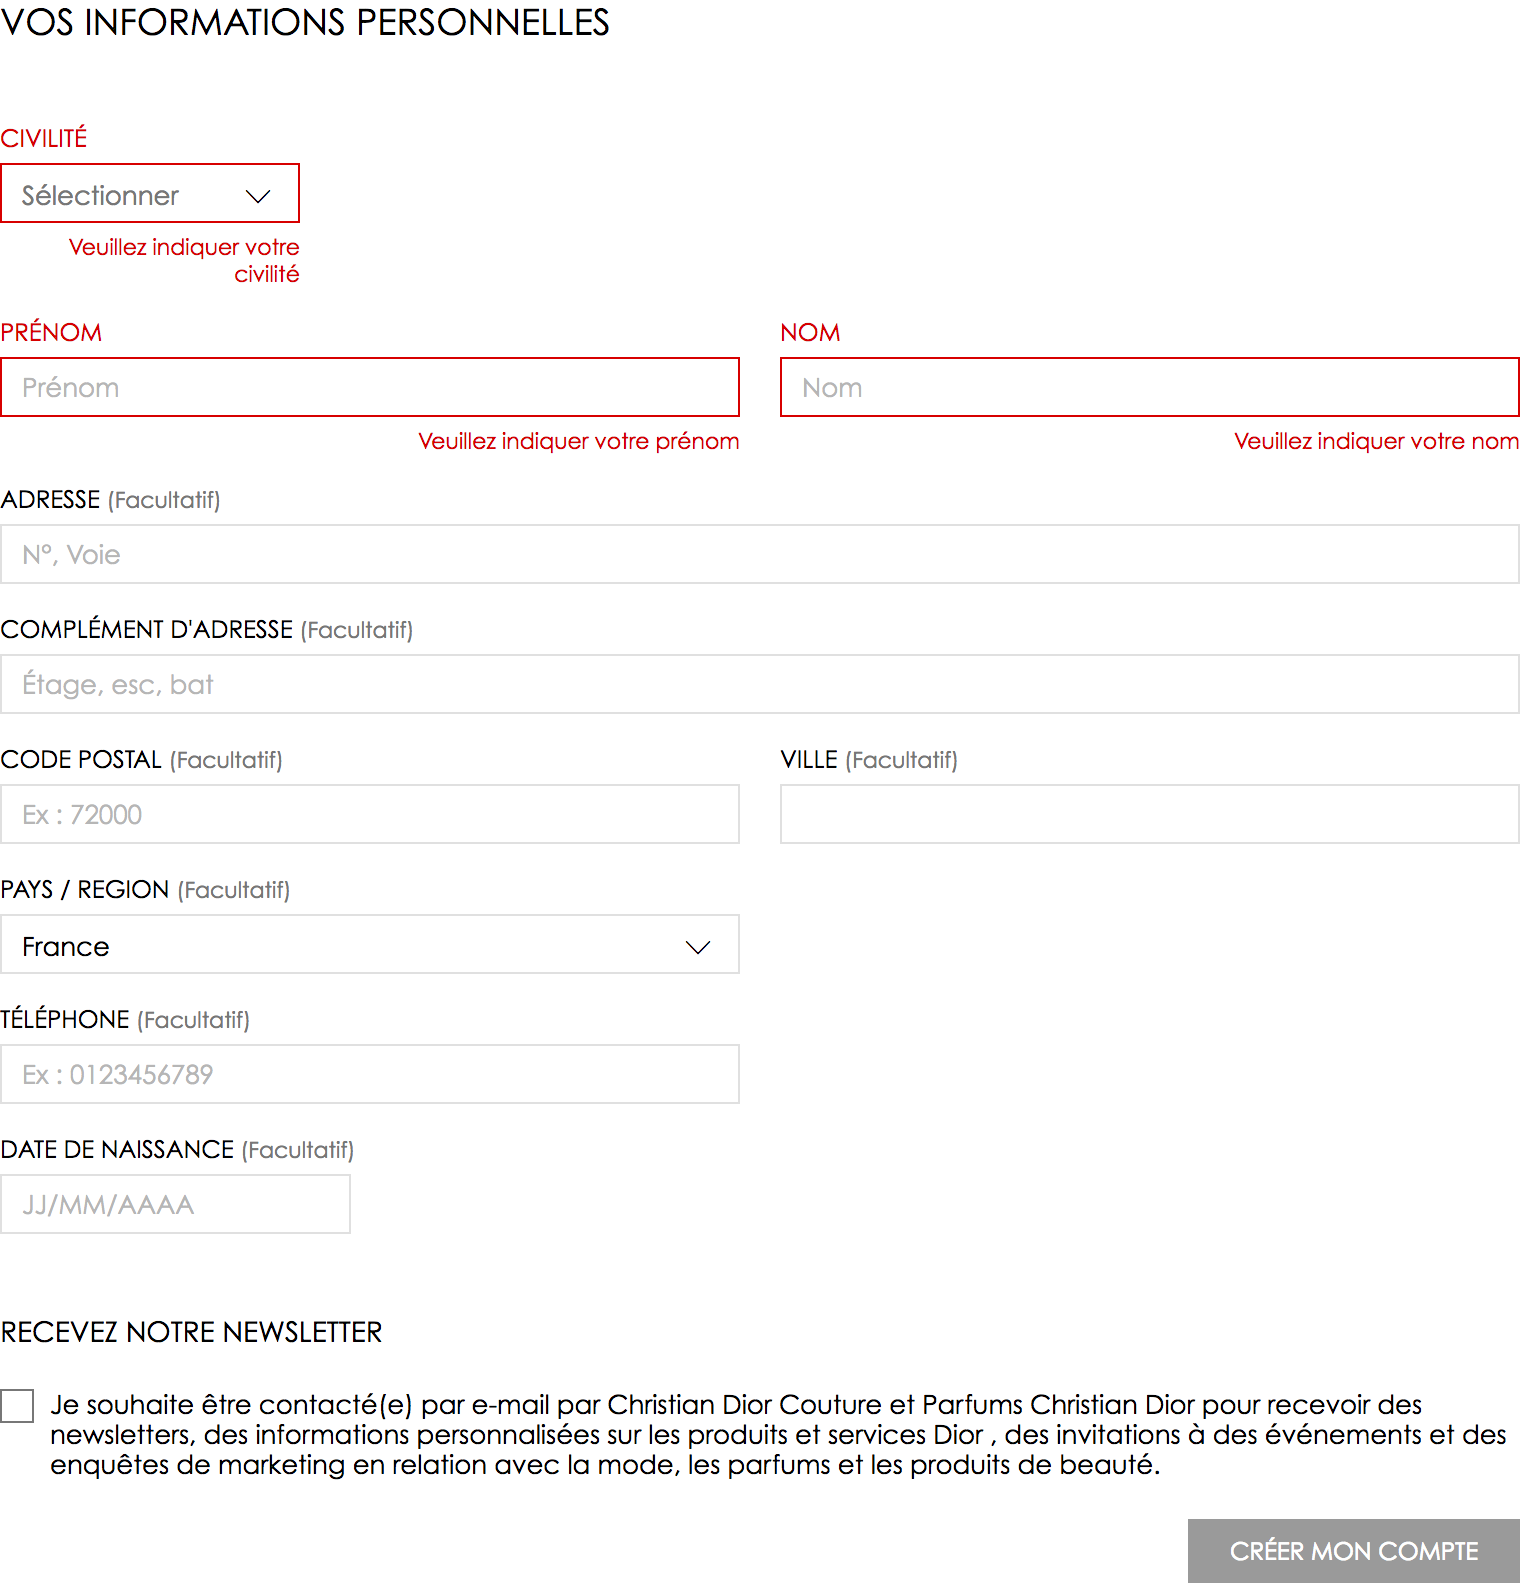 VOS INFORMATIONS PERSONNELLES
CIVILITÉ
Sélectionner
Veuillez indiquer votre
civilité
PRÉNOM
Prénom
Veuillez indiquer votre prénom
NOM
Nom
Veuillez indiquer votre nom
ADRESSE (Facultatif)
N°, Voie
COMPLÉMENT D'ADRESSE (Facultatif)
Étage, esc, bat
CODE POSTAL (Facultatif)
Ex : 72000
VILLE (Facultatif)
PAYS / REGION (Facultatif)
France
TÉLÉPHONE (Facultatif)
Ex : 0123456789
DATE DE NAISSANCE (Facultatif)
JJ/MM/AAAA
RECEVEZ NOTRE NEWSLETTER
Je souhaite être contacté(e) par e-mail par Christian Dior Couture et Parfums Christian Dior pour recevoir des
newsletters, des informations personnalisées sur les produits et services Dior , des invitations à des événements et des
enquêtes de marketing en relation avec la mode, les parfums et les produits de beauté.
CRÉER MON COMPTE